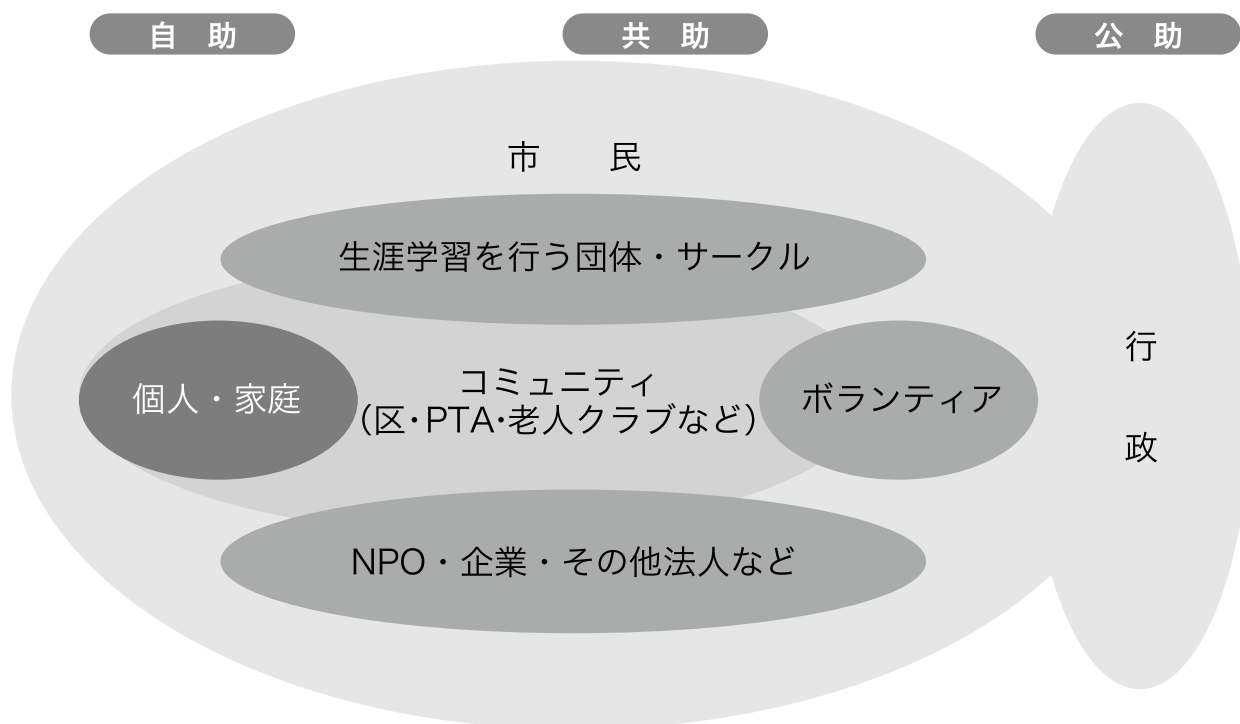 自　助
共　助
公　助
市　　民
生涯学習を行う団体・サークル
個人・家庭
コミュニティ
（区・PTA・老人クラブなど）
ボランティア
行
政
NPO・企業・その他法人など